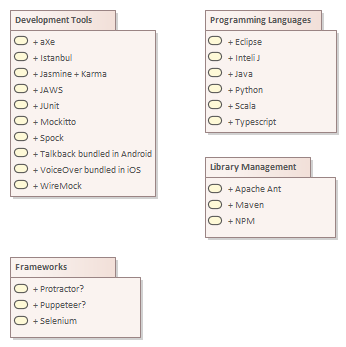 Development Tools
+ aXe
+ Istanbul
+ Jasmine + Karma
+ JAWS
+ JUnit
+ Mockitto
+ Spock
+ Talkback bundled in Android
+ VoiceOver bundled in iOS
+ WireMock
Programming Languages
+ Eclipse
+ Inteli J
+ Java
+ Python
+ Scala
+ Typescript
Library Management
+ Apache Ant
+ Maven
+ NPM
Frameworks
+ Protractor?
+ Puppeteer?
+ Selenium